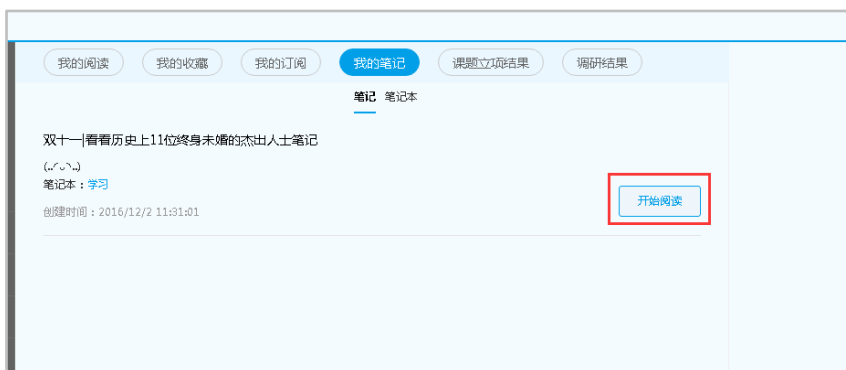 我的阅读 我的收藏 我的订阅 我的笔记 课题立项结果 调研结果
笔记 笔记本
双十一|看看历史上11位终身未婚的杰出人士笔记
(..◜ᴗ◝..)
笔记本：学习
开始阅读
创建时间：2016/12/2 11:31:01